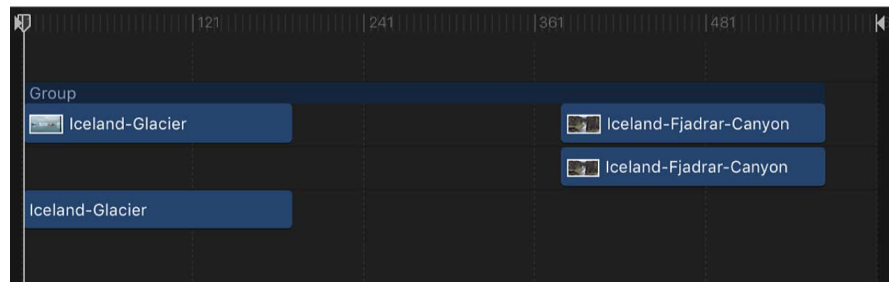 121 241 361 481
Group
Iceland-Glacier Iceland-Fjadrar-Canyon
Iceland-Fjadrar-Canyon
Iceland-Glacier